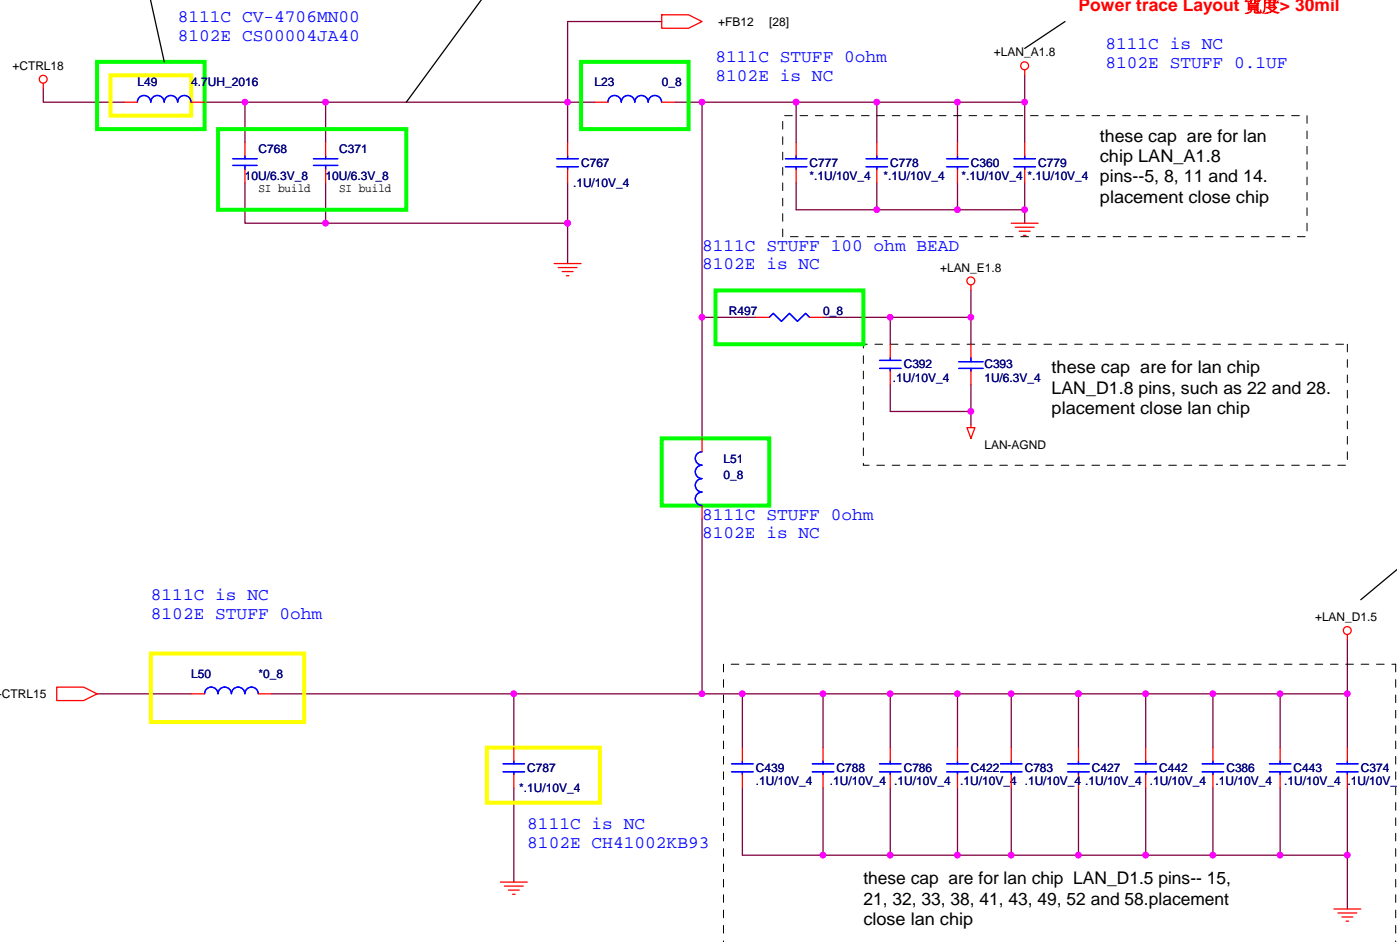 Power trace Layout 寬度> 30mil
8111C CV-4706MN00
8102E CS00004JA40
+FB12 [28]
+CTRL18
+LAN_A1.8
8111C STUFF 0ohm
8102E is NC
8111C is NC
8102E STUFF 0.1UF
L49 4.7UH_2016
L23 0_8
C768
10U/6.3V_8
SI build
C371
10U/6.3V_8
SI build
C767
.1U/10V_4
C777
*.1U/10V_4
C778
*.1U/10V_4
C360
*.1U/10V_4
C779
*.1U/10V_4
these cap are for lan
chip LAN_A1.8
pins--5, 8, 11 and 14.
placement close chip
8111C STUFF 100 ohm BEAD
8102E is NC
+LAN_E1.8
R497 0_8
C392
.1U/10V_4
C393
1U/6.3V_4
these cap are for lan chip
LAN_D1.8 pins, such as 22 and 28.
placement close lan chip
LAN-AGND
L51
0_8
8111C STUFF 0ohm
8102E is NC
8111C is NC
8102E STUFF 0ohm
+LAN_D1.5
L50 *0_8
CTRL15
C787
*.1U/10V_4
8111C is NC
8102E CH41002KB93
C439
.1U/10V_4
C788
.1U/10V_4
C786
.1U/10V_4
C422
.1U/10V_4
C783
.1U/10V_4
C427
.1U/10V_4
C442
.1U/10V_4
C386
.1U/10V_4
C443
.1U/10V_4
C374
.1U/10V_
these cap are for lan chip LAN_D1.5 pins-- 15,
21, 32, 33, 38, 41, 43, 49, 52 and 58.placement
close lan chip